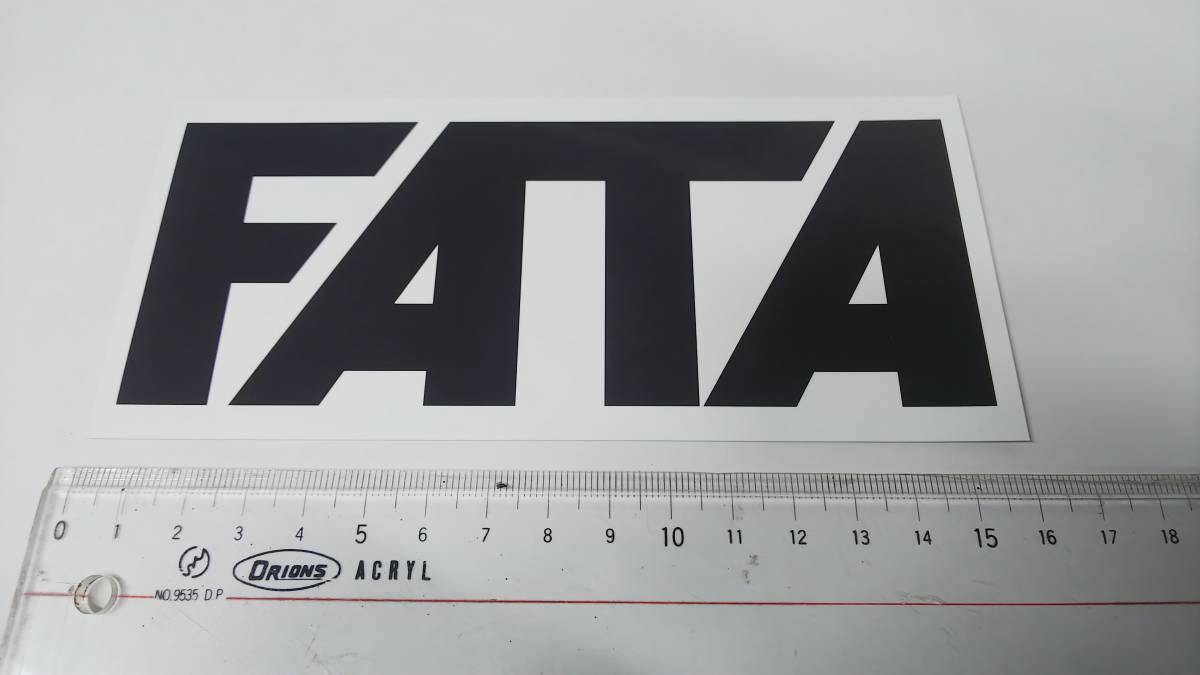 FATA
0 1 2 3 4 5 6 7 8 9 10 11 12 13 14 15 16 17 18
ORIONS ACRYL
NO.9535 D.P